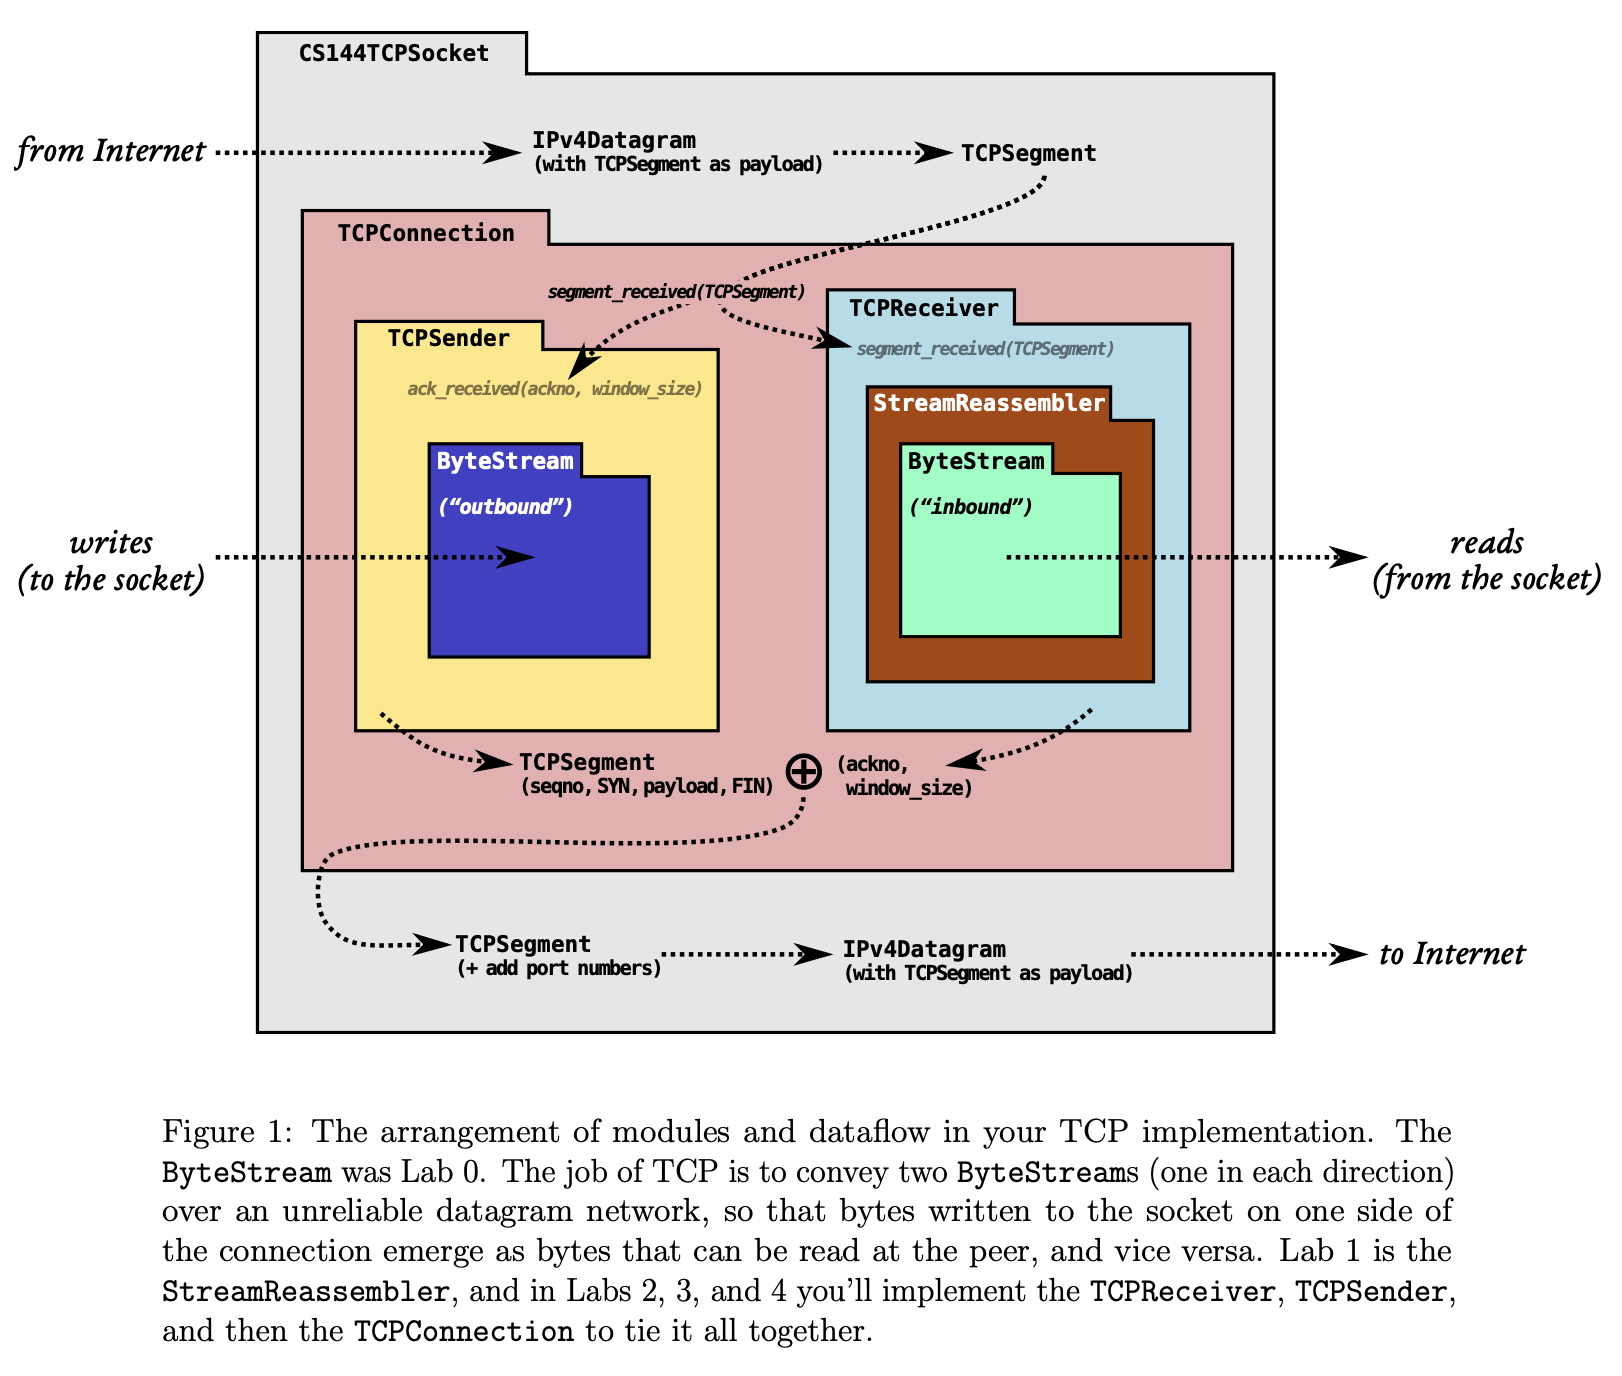 CS144TCPSocket
from Internet
IPv4Datagram
(with TCPSegment as payload)
TCPSegment
TCPConnection
segment_received(TCPSegment)
TCPSender
ack_received(ackno, window_size)
TCPReceiver
segment_received(TCPSegment)
StreamReassembler
ByteStream
(“outbound”)
ByteStream
(“inbound”)
writes
(to the socket)
reads
(from the socket)
TCPSegment
(seqno, SYN, payload, FIN)
(ackno,
window_size)
TCPSegment
(+ add port numbers)
IPv4Datagram
(with TCPSegment as payload)
to Internet
Figure 1: The arrangement of modules and dataflow in your TCP implementation. The
ByteStream was Lab 0. The job of TCP is to convey two ByteStreams (one in each direction)
over an unreliable datagram network, so that bytes written to the socket on one side of
the connection emerge as bytes that can be read at the peer, and vice versa. Lab 1 is the
StreamReassembler, and in Labs 2, 3, and 4 you’ll implement the TCPReceiver, TCPSender,
and then the TCPConnection to tie it all together.